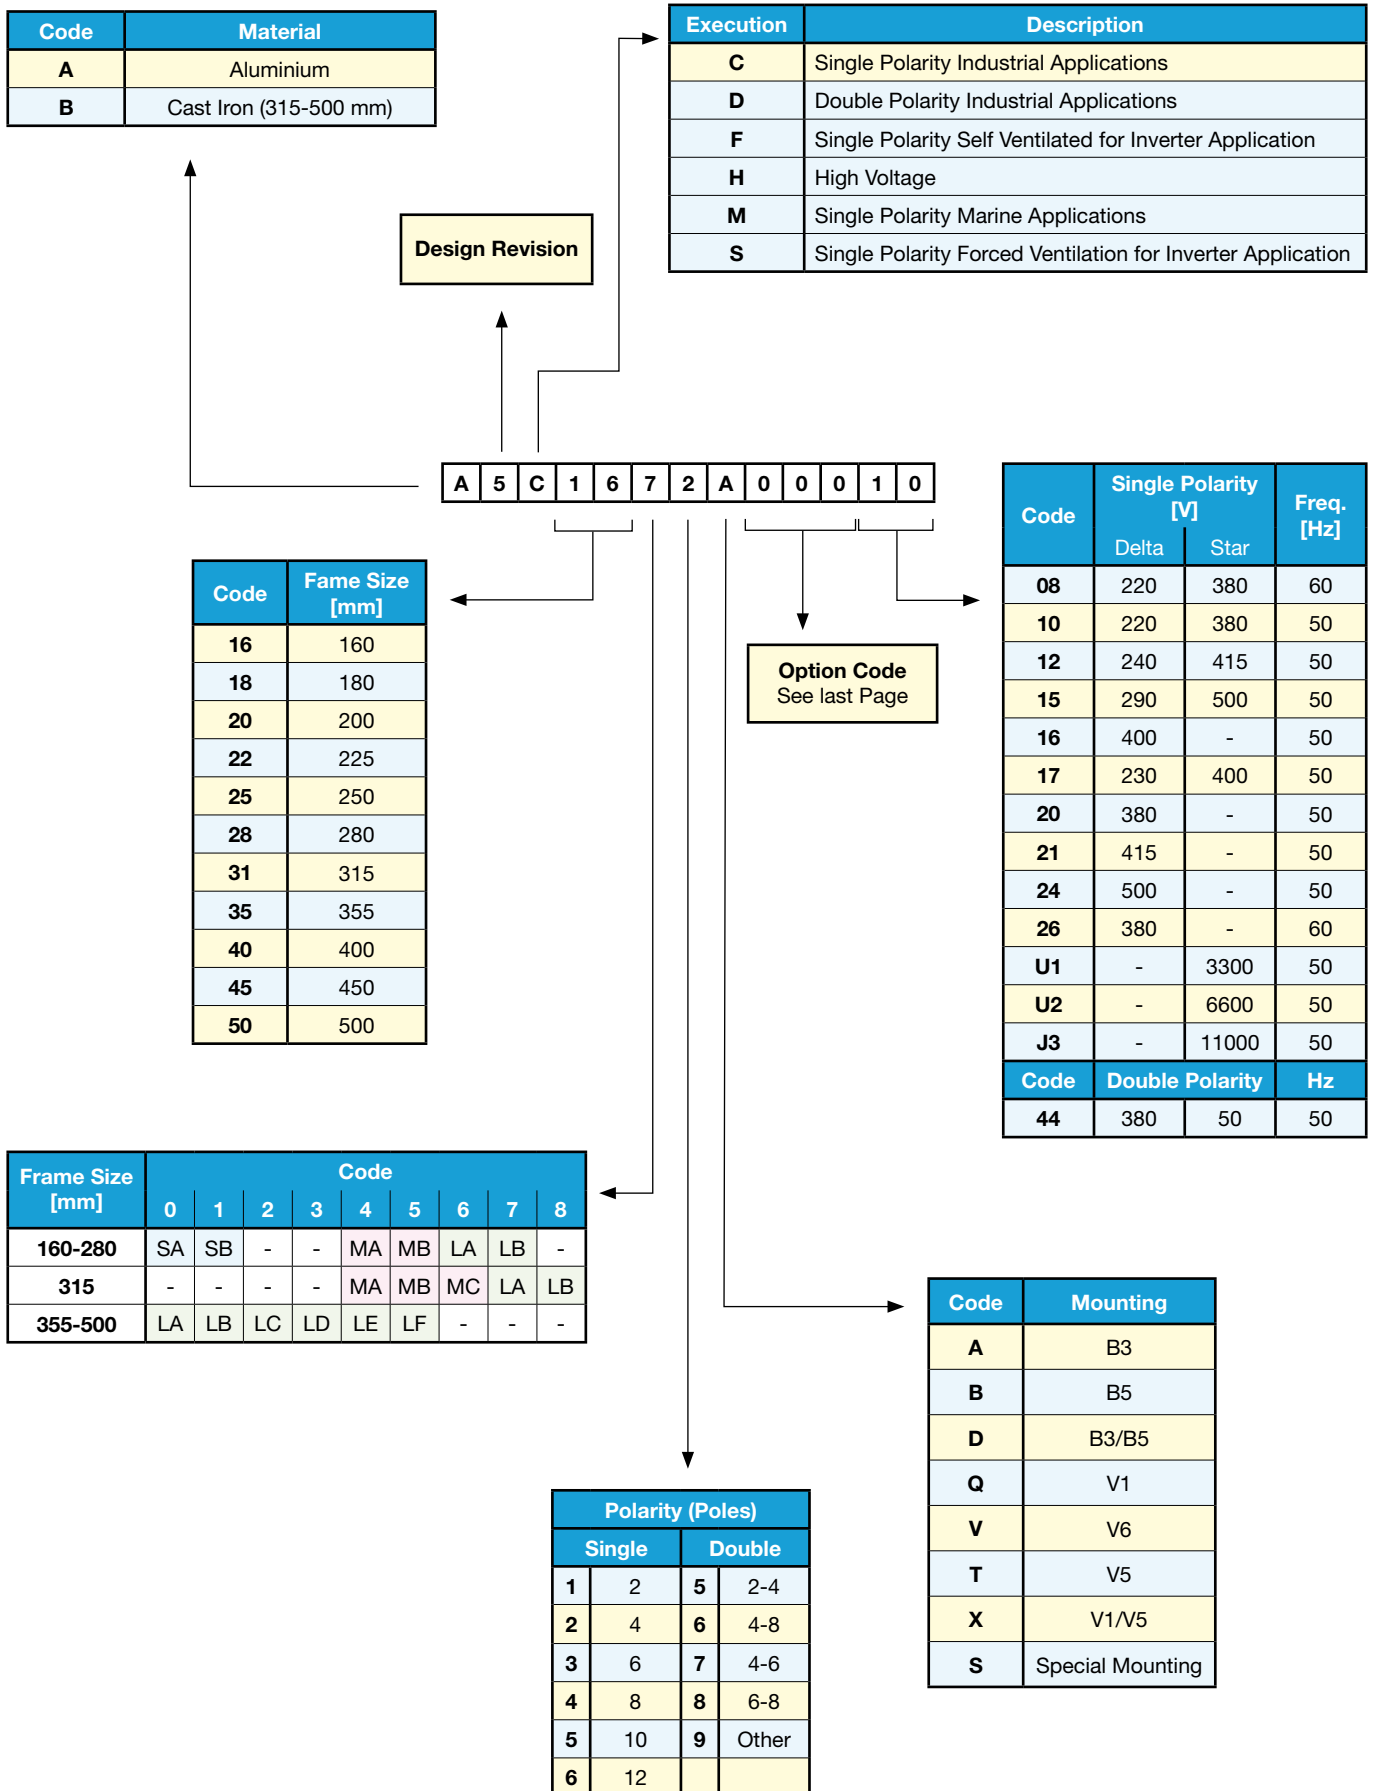 Code Material
A Aluminium
B Cast Iron (315-500 mm)
Execution Description
C Single Polarity Industrial Applications
D Double Polarity Industrial Applications
F Single Polarity Self Ventilated for Inverter Application
H High Voltage
M Single Polarity Marine Applications
S Single Polarity Forced Ventilation for Inverter Application
Design Revision
A 5 C 1 6 7 2 A 0 0 0 1 0
Code Fame Size
[mm]
16 160
18 180
20 200
22 225
25 250
28 280
31 315
35 355
40 400
45 450
50 500
Option Code
See last Page
Code Single Polarity
[V] Freq.
[Hz]
Delta Star
08 220 380 60
10 220 380 50
12 240 415 50
15 290 500 50
16 400 - 50
17 230 400 50
20 380 - 50
21 415 - 50
24 500 - 50
26 380 - 60
U1 - 3300 50
U2 - 6600 50
J3 - 11000 50
Code Double Polarity Hz
44 380 50 50
Frame Size
[mm] Code
0 1 2 3 4 5 6 7 8
160-280 SA SB - - MA MB LA LB -
315 - - - - MA MB MC LA LB
355-500 LA LB LC LD LE LF - - -
Code Mounting
A B3
B B5
D B3/B5
Q V1
V V6
T V5
X V1/V5
S Special Mounting
Polarity (Poles)
Single Double
1 2 5 2-4
2 4 6 4-8
3 6 7 4-6
4 8 8 6-8
5 10 9 Other
6 12